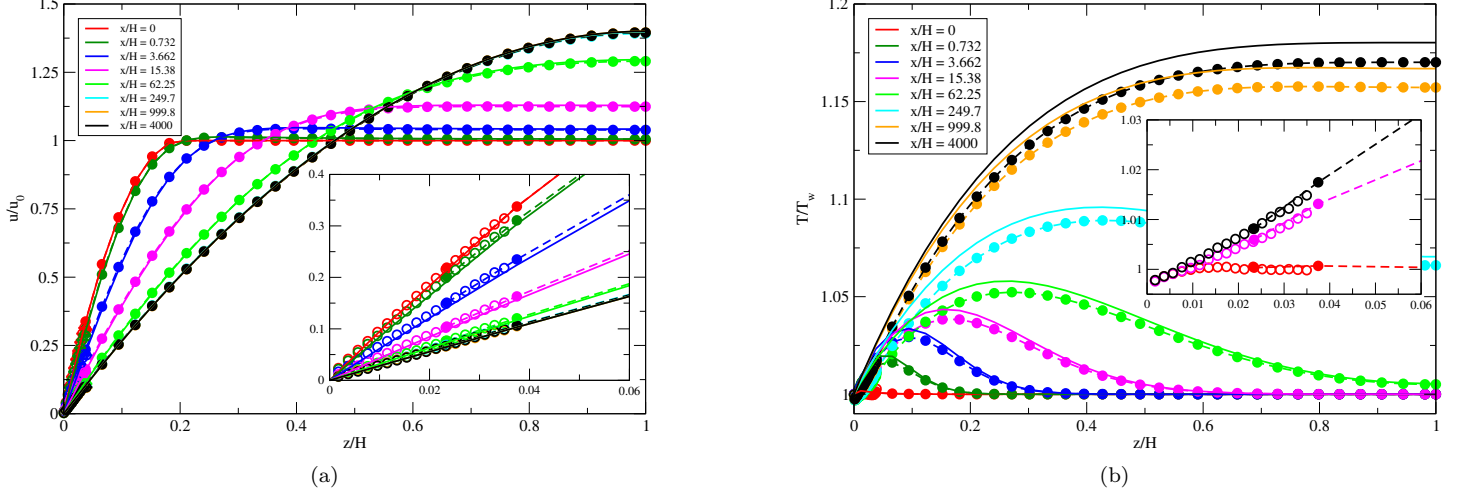 1.5
1.25
1
0.75
0.5
0.25
0
u/u0
x/H = 0
x/H = 0.732
x/H = 3.662
x/H = 15.38
x/H = 62.25
x/H = 249.7
x/H = 999.8
x/H = 4000
0.4
0.3
0.2
0.1
0
0 0.02 0.04 0.06
0 0.2 0.4 0.6 0.8 1
z/H
(a)
1.2
1.15
1.1
1.05
1
T/Tw
x/H = 0
x/H = 0.732
x/H = 3.662
x/H = 15.38
x/H = 62.25
x/H = 249.7
x/H = 999.8
x/H = 4000
1.03
1.02
1.01
1
0 0.01 0.02 0.03 0.04 0.05 0.06
0 0.2 0.4 0.6 0.8 1
z/H
(b)